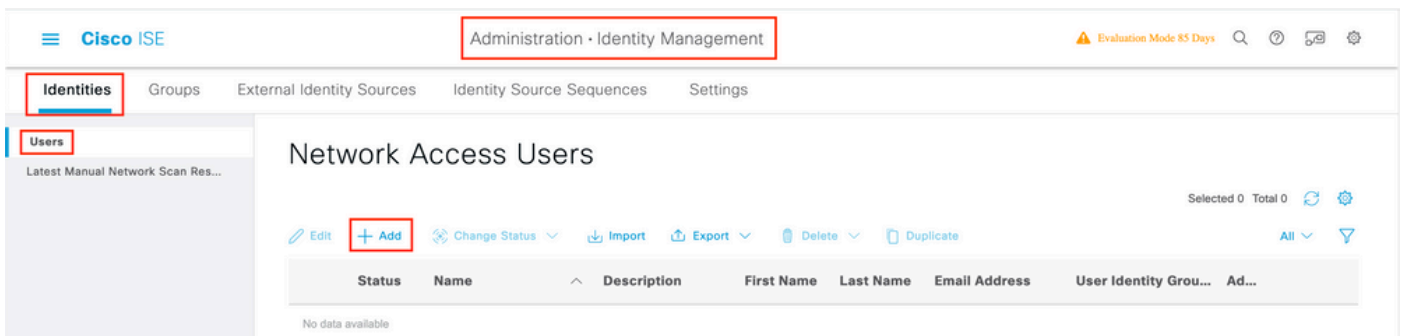 Cisco ISE
Administration · Identity Management
Evaluation Mode 85 Days
Identities Groups External Identity Sources Identity Source Sequences Settings
Users
Latest Manual Network Scan Res...
Network Access Users
Selected 0 Total 0
Edit Add Change Status Import Export Delete Duplicate All
Status Name Description First Name Last Name Email Address User Identity Grou... Ad...
No data available